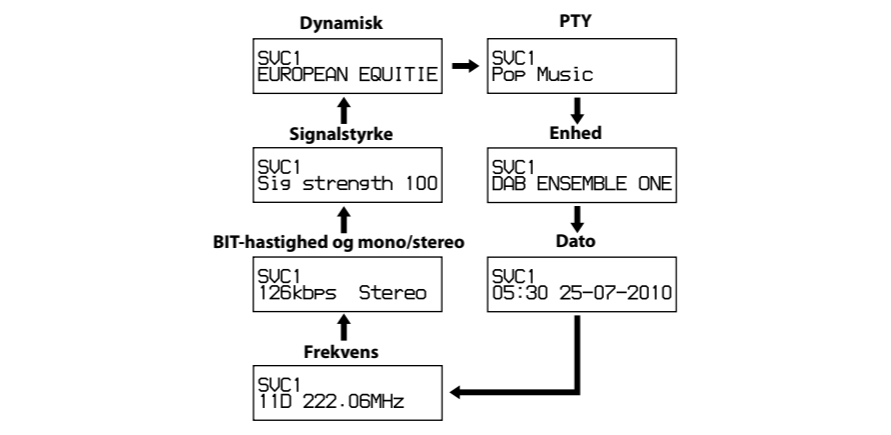 Dynamisk
SVC1
EUROPEAN EQUITIE
PTY
SVC1
Pop Music
Signalstyrke
SVC1
Sig strength 100
Enhed
SVC1
DAB ENSEMBLE ONE
BIT-hastighed og mono/stereo
SVC1
126kbps Stereo
Dato
SVC1
05:30 25-07-2010
Frekvens
SVC1
11D 222.06MHz